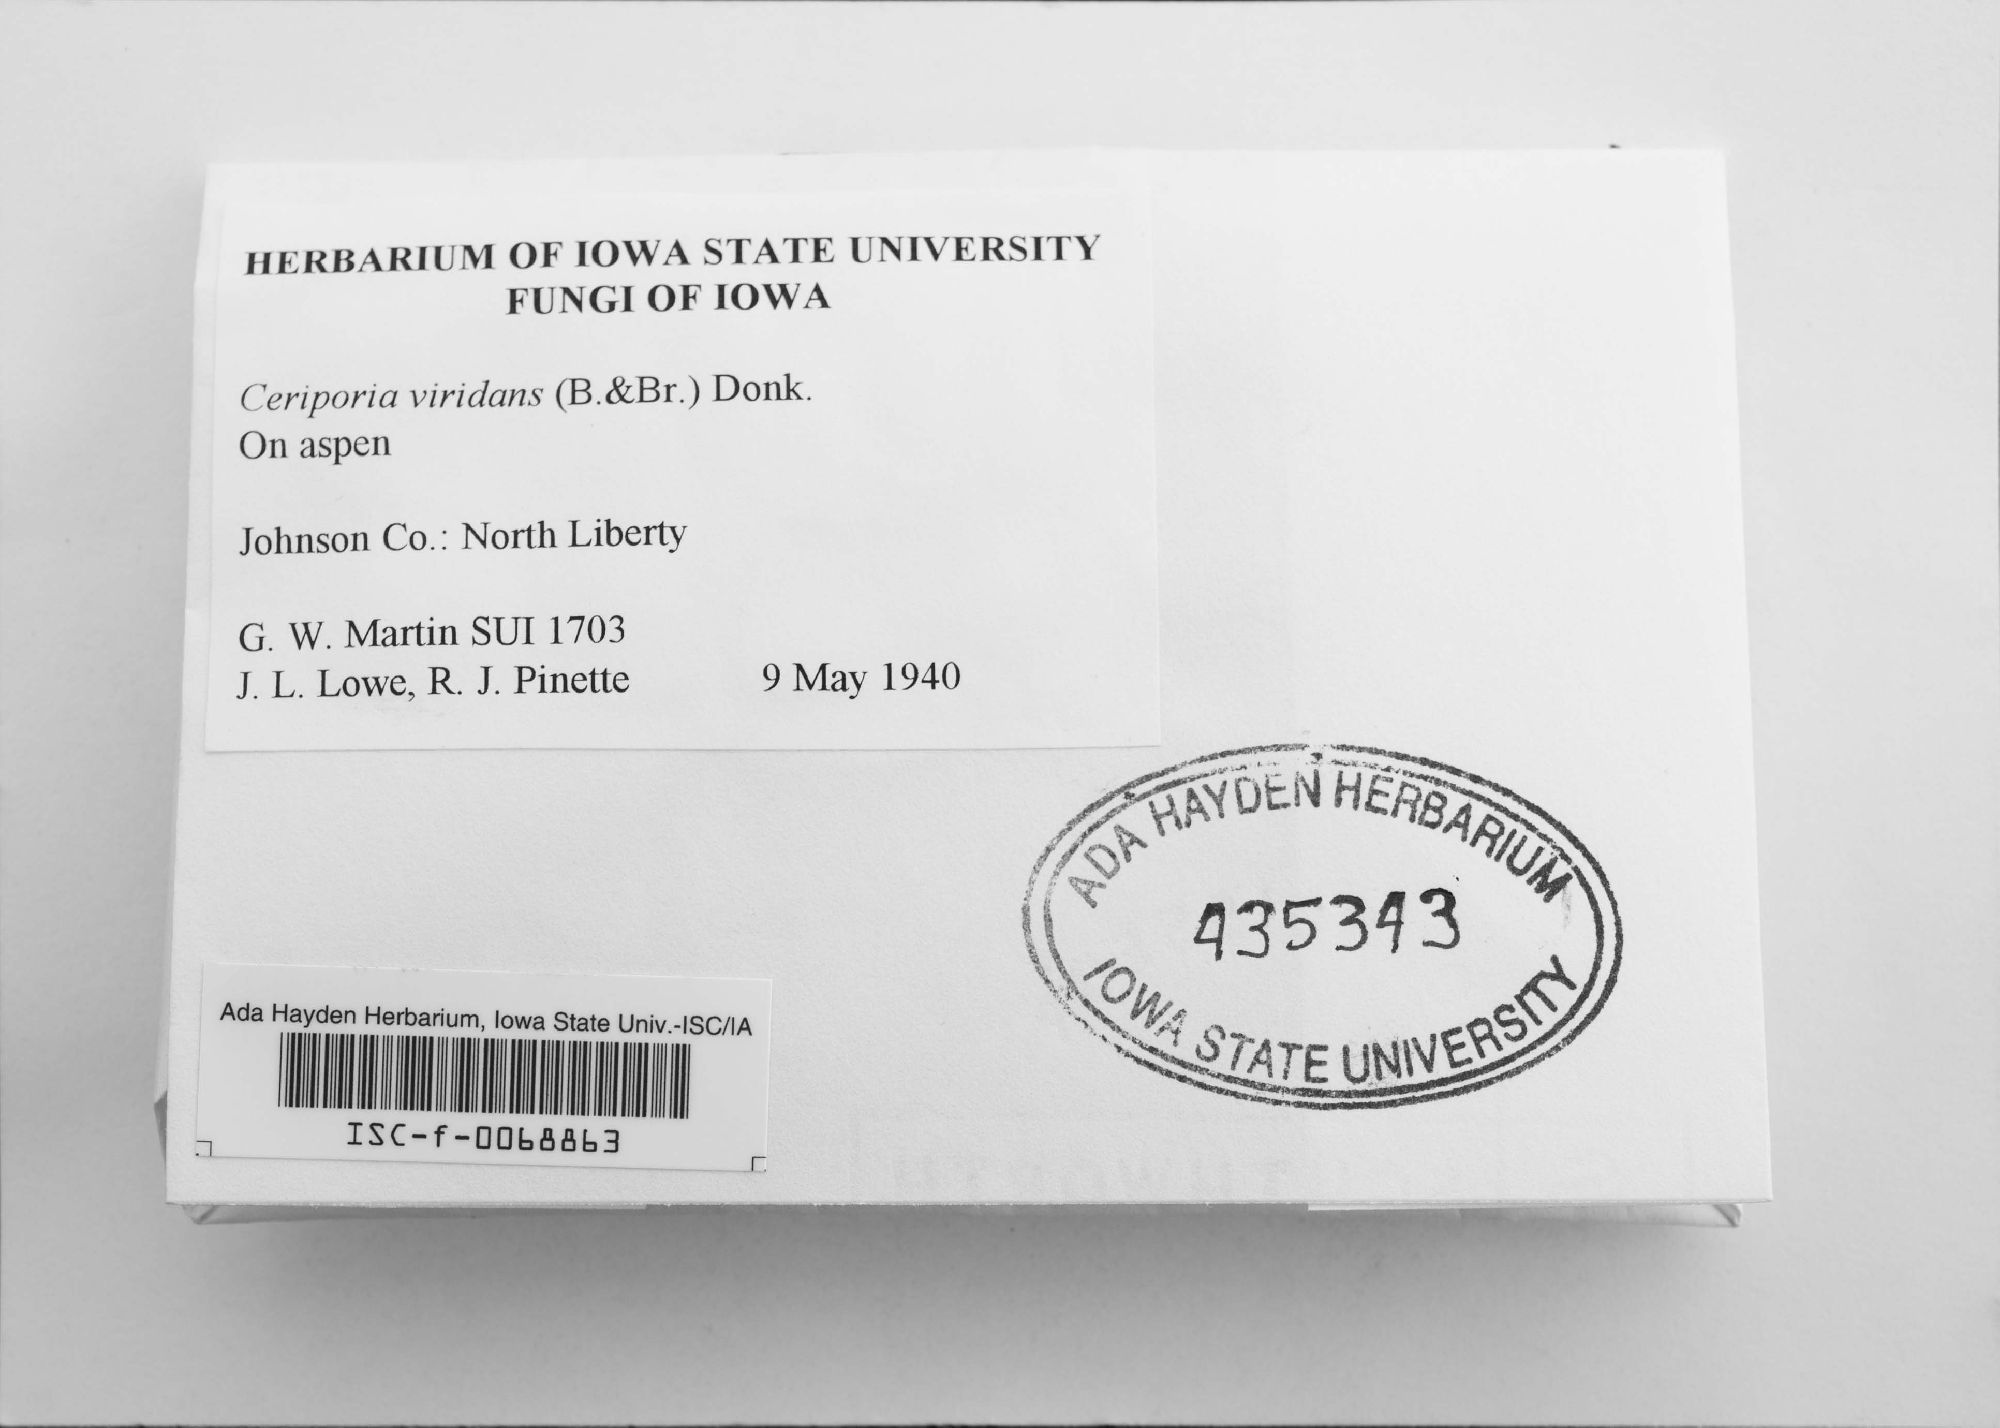 HERBARIUM OF IOWA STATE UNIVERSITY
FUNGI OF IOWA
Ceriporia viridans (B.&Br.) Donk.
On aspen
Johnson Co.: North Liberty
G. W. Martin SUI 1703
J. L. Lowe, R. J. Pinette 9 May 1940
ADA HAYDEN HERBARIUM
435343
IOWA STATE UNIVERSITY
Ada Hayden Herbarium, Iowa State Univ.-ISC/IA
ISC-f-0068863